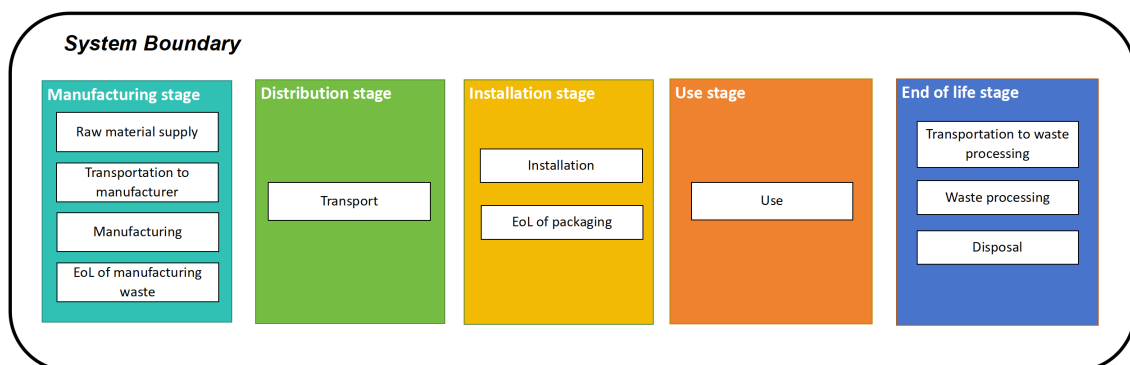 System Boundary
Manufacturing stage
Raw material supply
Transportation to
manufacturer
Manufacturing
EoL of manufacturing
waste
Distribution stage
Transport
Installation stage
Installation
EoL of packaging
Use stage
Use
End of life stage
Transportation to waste
processing
Waste processing
Disposal